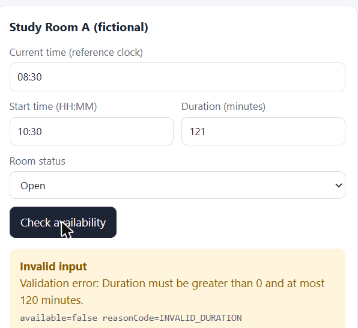 Study Room A (fictional)
Current time (reference clock)
08:30
Start time (HH:MM) Duration (minutes)
10:30 121
Room status
Open
Check availability
Invalid input
Validation error: Duration must be greater than 0 and at most
120 minutes.
available=false reasonCode=INVALID_DURATION